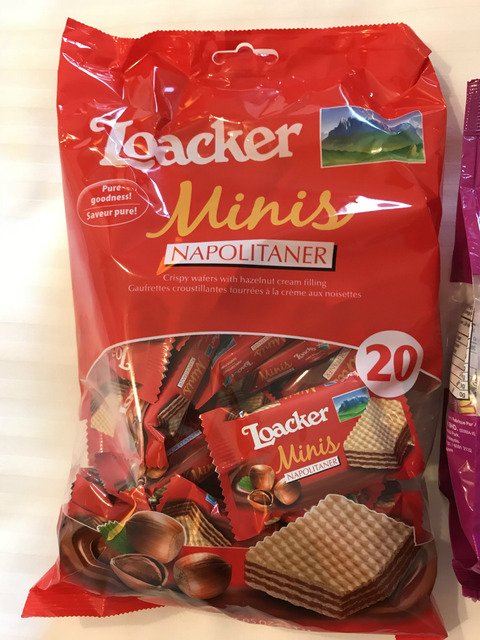 Loacker
Pure
goodness!
Saveur pure!
Minis
NAPOLITANER
Crispy wafers with hazelnut cream filling
Gaufrettes croustillantes fourrées à la crème aux noisettes
20
Loacker
Minis
NAPOLITANER